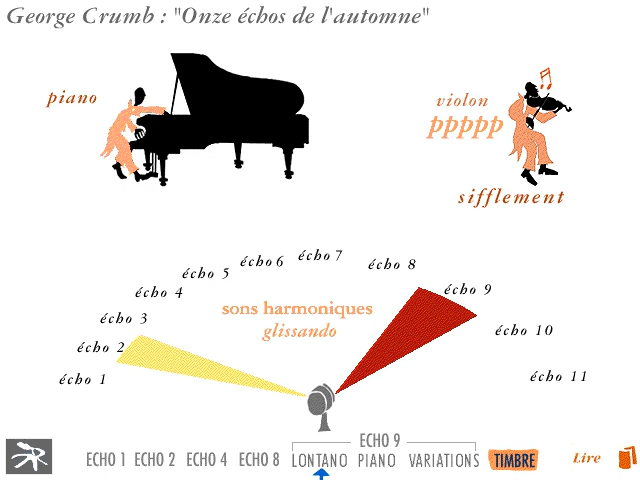 George Crumb : "Onze échos de l'automne"
piano
violon
ppppp
sifflement
écho 1
écho 2
écho 3
écho 4
écho 5
écho 6
écho 7
écho 8
écho 9
écho 10
écho 11
sons harmoniques
glissando
ECHO 9
ECHO 1 ECHO 2 ECHO 4 ECHO 8 LONTANO PIANO VARIATIONS TIMBRE Lire